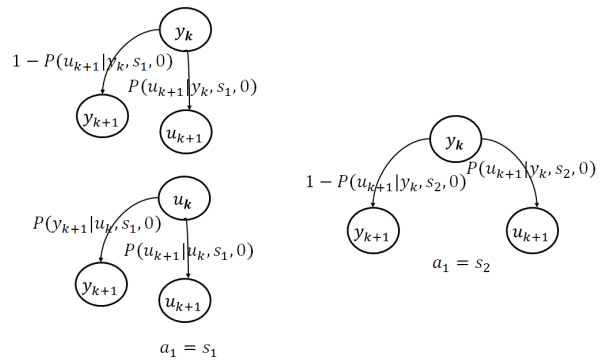 y_k
1 − P(u_{k+1}|y_k, s_1, 0)
P(u_{k+1}|y_k, s_1, 0)
y_{k+1}
u_{k+1}
u_k
P(y_{k+1}|u_k, s_1, 0)
P(u_{k+1}|u_k, s_1, 0)
y_{k+1}
u_{k+1}
a_1 = s_1
y_k
1 − P(u_{k+1}|y_k, s_2, 0)
P(u_{k+1}|y_k, s_2, 0)
y_{k+1}
u_{k+1}
a_1 = s_2